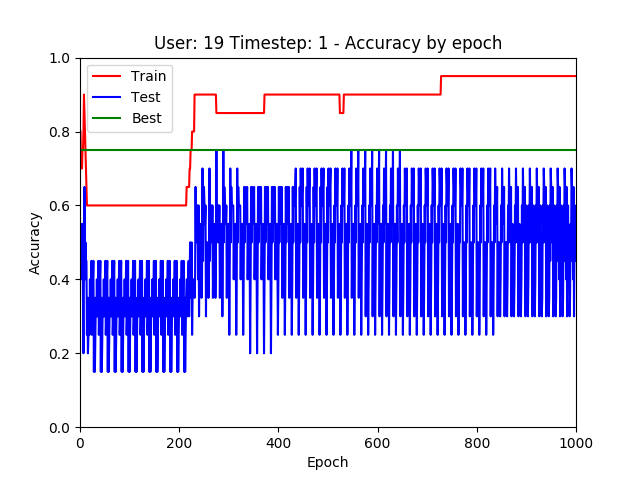 User: 19 Timestep: 1 - Accuracy by epoch
Train
Test
Best
Accuracy
1.0
0.8
0.6
0.4
0.2
0.0
0 200 400 600 800 1000
Epoch